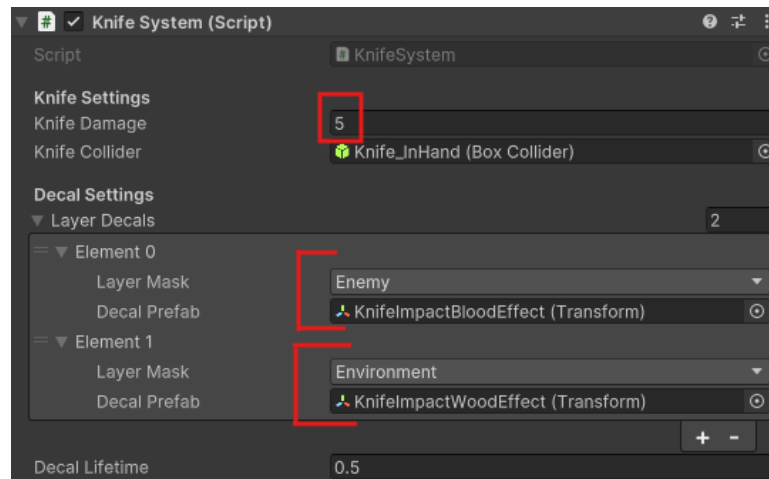 Knife System (Script)
Script KnifeSystem
Knife Settings
Knife Damage 5
Knife Collider Knife_InHand (Box Collider)
Decal Settings
Layer Decals 2
Element 0
Layer Mask Enemy
Decal Prefab KnifeImpactBloodEffect (Transform)
Element 1
Layer Mask Environment
Decal Prefab KnifeImpactWoodEffect (Transform)
+ -
Decal Lifetime 0.5